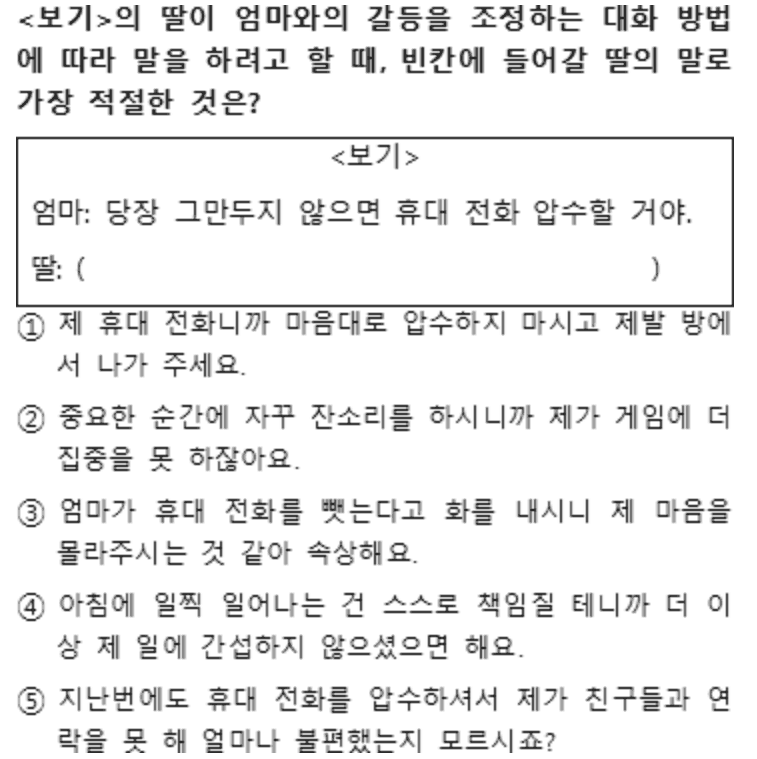 <보기>의 딸이 엄마와의 갈등을 조정하는 대화 방법
에 따라 말을 하려고 할 때, 빈칸에 들어갈 딸의 말로
가장 적절한 것은?
<보기>
엄마: 당장 그만두지 않으면 휴대 전화 압수할 거야.
딸: ( )
① 제 휴대 전화니까 마음대로 압수하지 마시고 제발 방에
서 나가 주세요.
② 중요한 순간에 자꾸 잔소리를 하시니까 제가 게임에 더
집중을 못 하잖아요.
③ 엄마가 휴대 전화를 뺏는다고 화를 내시니 제 마음을
몰라주시는 것 같아 속상해요.
④ 아침에 일찍 일어나는 건 스스로 책임질 테니까 더 이
상 제 일에 간섭하지 않으셨으면 해요.
⑤ 지난번에도 휴대 전화를 압수하셔서 제가 친구들과 연
락을 못 해 얼마나 불편했는지 모르시죠?